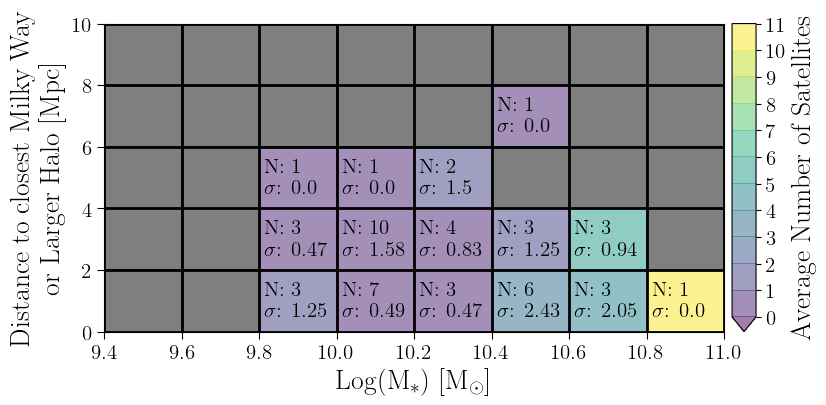 Distance to closest Milky Way
or Larger Halo [Mpc]
10
8
6
4
2
0
N: 1
σ: 0.0
N: 1
σ: 0.0
N: 1
σ: 0.0
N: 2
σ: 1.5
N: 3
σ: 0.47
N: 10
σ: 1.58
N: 4
σ: 0.83
N: 3
σ: 1.25
N: 3
σ: 0.94
N: 3
σ: 1.25
N: 7
σ: 0.49
N: 3
σ: 0.47
N: 6
σ: 2.43
N: 3
σ: 2.05
N: 1
σ: 0.0
9.4 9.6 9.8 10.0 10.2 10.4 10.6 10.8 11.0
Log(M∗) [M⊙]
11
10
9
8
7
6
5
4
3
2
1
0
Average Number of Satellites